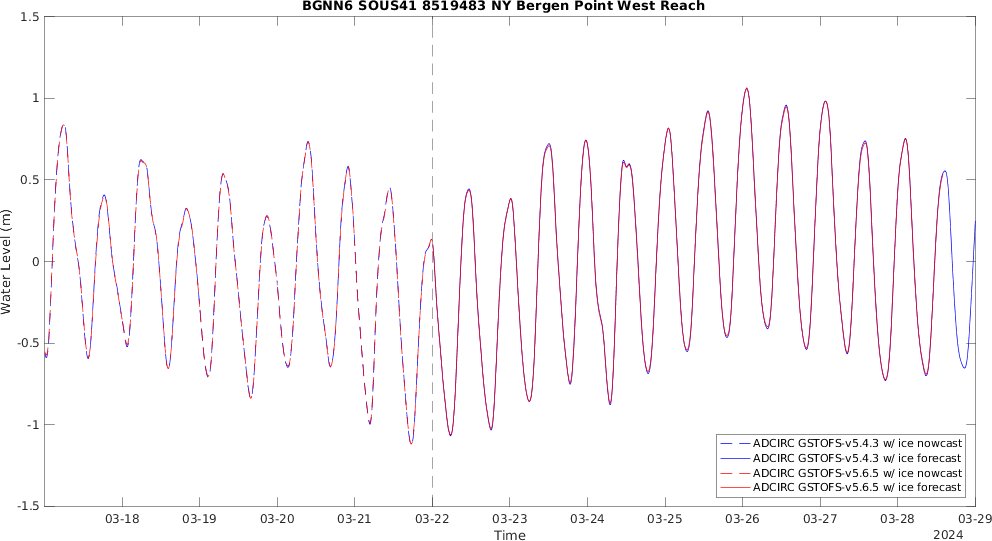 BGNN6 SOUS41 8519483 NY Bergen Point West Reach
1.5
1
0.5
0
-0.5
-1
-1.5
Water Level (m)
03-18
03-19
03-20
03-21
03-22
03-23
03-24
03-25
03-26
03-27
03-28
03-29
Time
2024
ADCIRC GSTOFS-v5.4.3 w/ ice nowcast
ADCIRC GSTOFS-v5.4.3 w/ ice forecast
ADCIRC GSTOFS-v5.6.5 w/ ice nowcast
ADCIRC GSTOFS-v5.6.5 w/ ice forecast